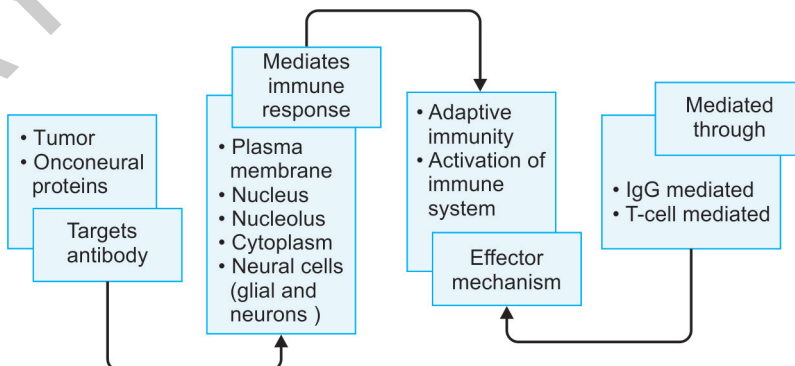 • Tumor
• Onconeural
proteins
Targets
antibody
Mediates
immune
response
• Plasma
membrane
• Nucleus
• Nucleolus
• Cytoplasm
• Neural cells
(glial and
neurons )
• Adaptive
immunity
• Activation of
immune
system
Effector
mechanism
Mediated
through
• IgG mediated
• T-cell mediated